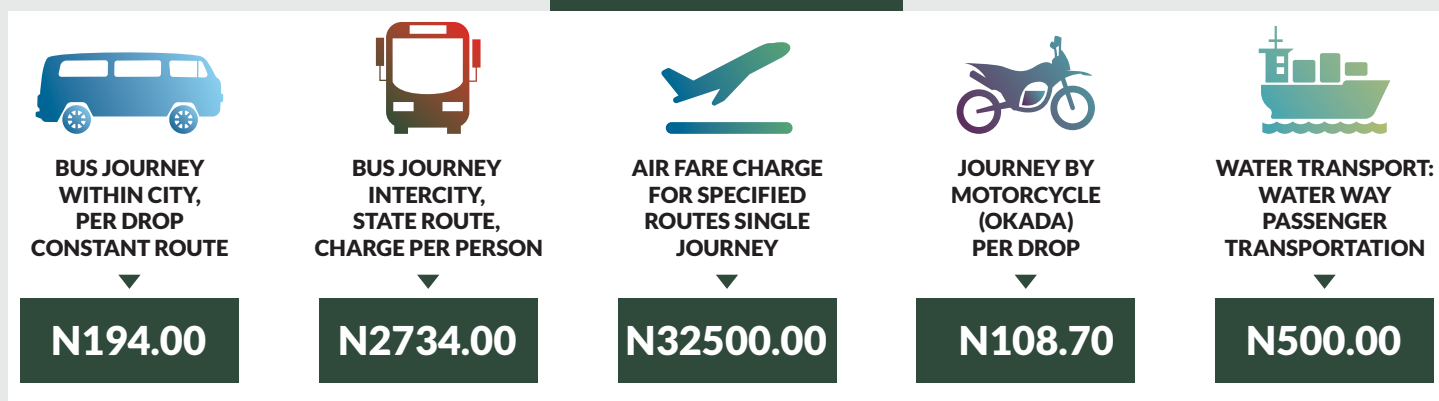 BUS JOURNEY
WITHIN CITY,
PER DROP
CONSTANT ROUTE
N194.00
BUS JOURNEY
INTERCITY,
STATE ROUTE,
CHARGE PER PERSON
N2734.00
AIR FARE CHARGE
FOR SPECIFIED
ROUTES SINGLE
JOURNEY
N32500.00
JOURNEY BY
MOTORCYCLE
(OKADA)
PER DROP
N108.70
WATER TRANSPORT:
WATER WAY
PASSENGER
TRANSPORTATION
N500.00